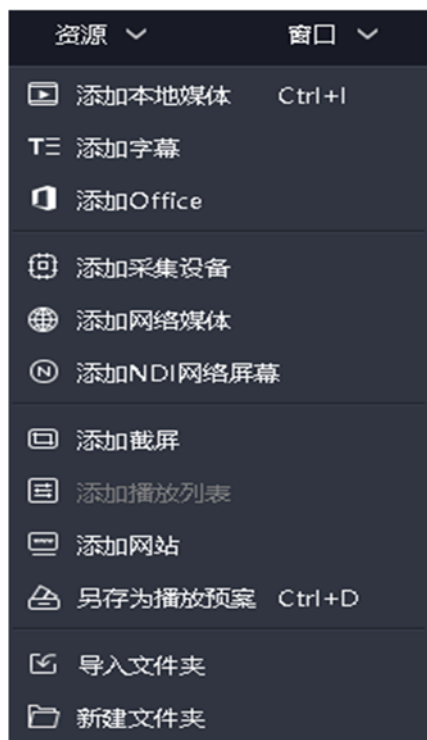 资源 窗口
添加本地媒体 Ctrl+I
添加字幕
添加Office
添加采集设备
添加网络媒体
添加NDI网络屏幕
添加截屏
添加播放列表
添加网站
另存为播放预案 Ctrl+D
导入文件夹
新建文件夹